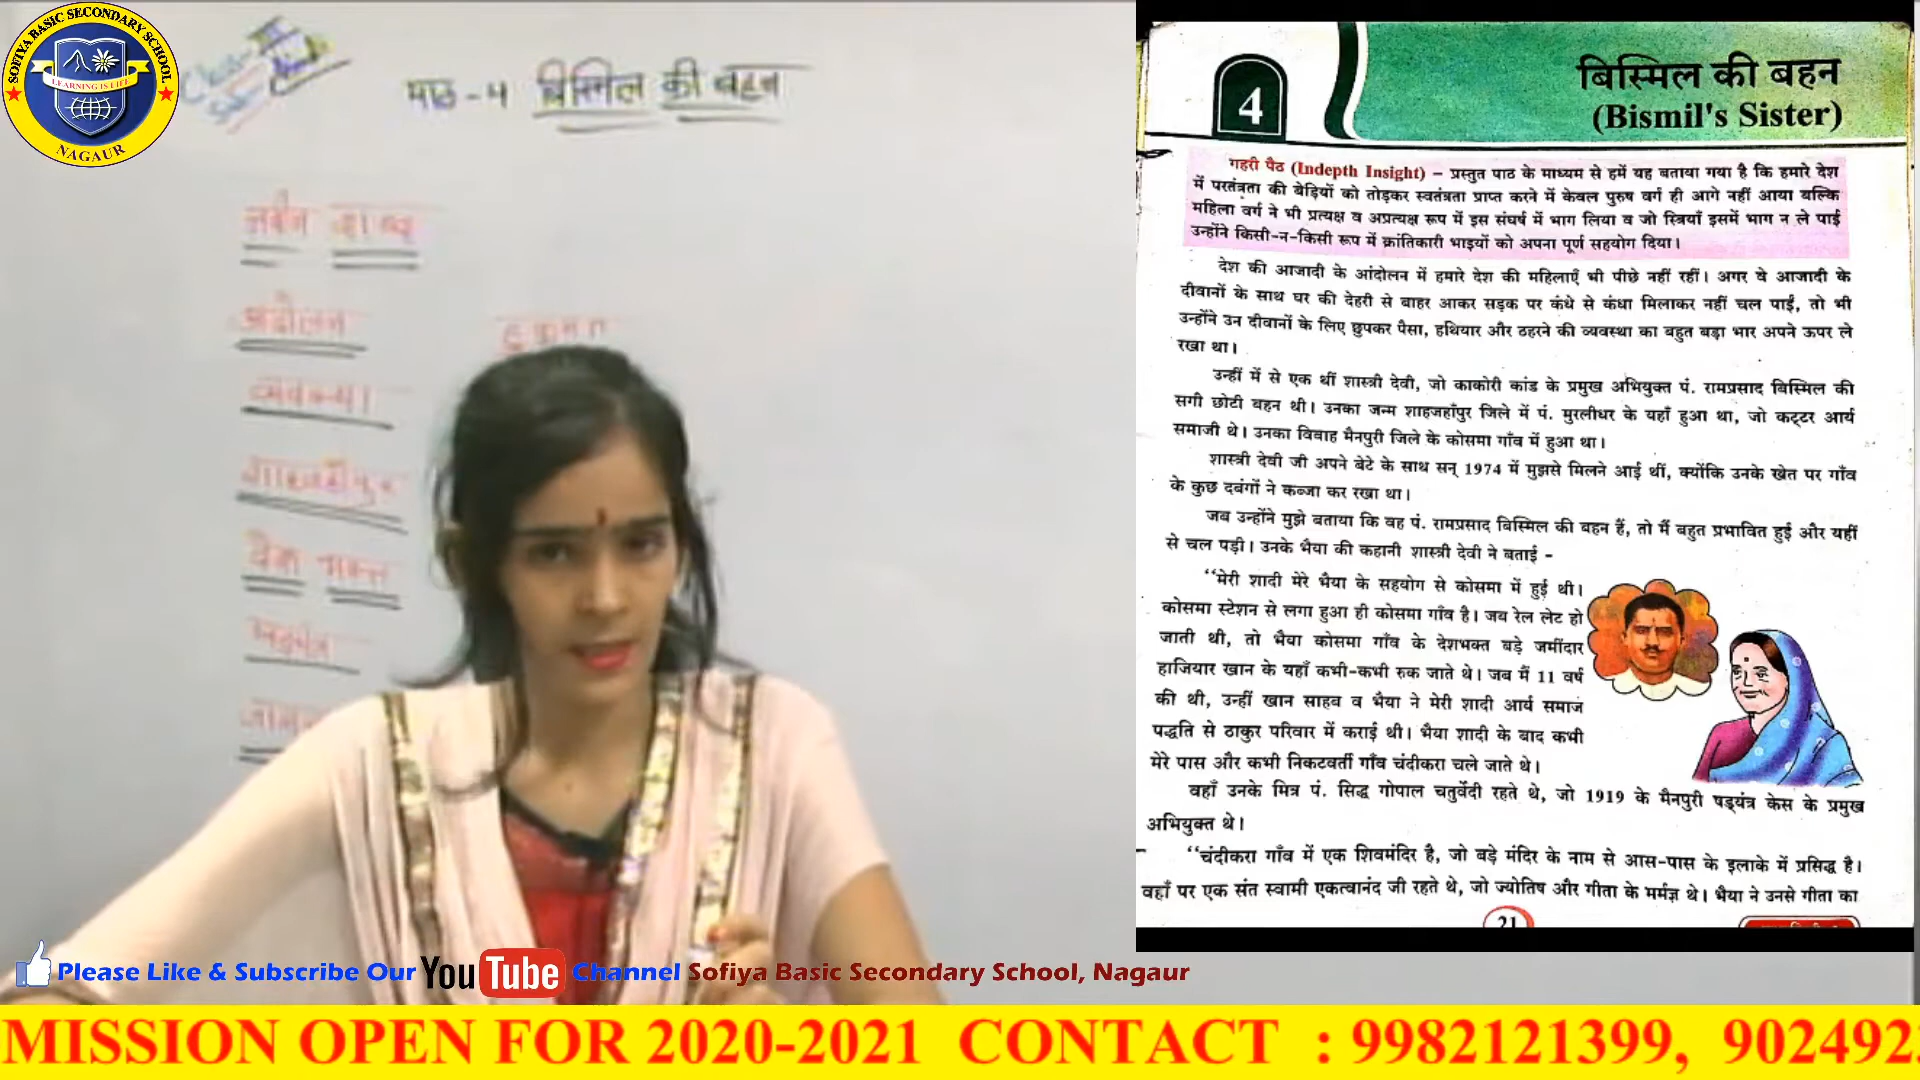 SOFIYA BASIC SECONDARY SCHOOL
LEARNING IS LIFE
NAGAUR
पाठ - 4 बिस्मिल की बहन
नवीन शब्द
आंदोलन
व्यवस्था
शाहजहाँपुर
देश भक्त
4
बिस्मिल की बहन
(Bismil's Sister)
गहरी पैठ (Indepth Insight) – प्रस्तुत पाठ के माध्यम से हमें यह बताया गया है कि हमारे देश
में परतंत्रता की बेड़ियों को तोड़कर स्वतंत्रता प्राप्त करने में केवल पुरुष वर्ग ही आगे नहीं आया बल्कि
महिला वर्ग ने भी प्रत्यक्ष व अप्रत्यक्ष रूप में इस संघर्ष में भाग लिया व जो स्त्रियाँ इसमें भाग न ले पाई
उन्होंने किसी-न-किसी रूप में क्रांतिकारी भाइयों को अपना पूर्ण सहयोग दिया।
देश की आजादी के आंदोलन में हमारे देश की महिलाएँ भी पीछे नहीं रहीं। अगर वे आजादी के
दीवानों के साथ घर की देहरी से बाहर आकर सड़क पर कंधे से कंधा मिलाकर नहीं चल पाईं, तो भी
उन्होंने उन दीवानों के लिए छुपकर पैसा, हथियार और ठहरने की व्यवस्था का बहुत बड़ा भार अपने ऊपर ले
रखा था।
उन्हीं में से एक थीं शास्त्री देवी, जो काकोरी कांड के प्रमुख अभियुक्त पं. रामप्रसाद बिस्मिल की
सगी छोटी बहन थी। उनका जन्म शाहजहाँपुर जिले में पं. मुरलीधर के यहाँ हुआ था, जो कट्टर आर्य
समाजी थे। उनका विवाह मैनपुरी जिले के कोसमा गाँव में हुआ था।
शास्त्री देवी जी अपने बेटे के साथ सन् 1974 में मुझसे मिलने आई थीं, क्योंकि उनके खेत पर गाँव
के कुछ दबंगों ने कब्जा कर रखा था।
जब उन्होंने मुझे बताया कि वह पं. रामप्रसाद बिस्मिल की बहन हैं, तो मैं बहुत प्रभावित हुई और यहीं
से चल पड़ी। उनके भैया की कहानी शास्त्री देवी ने बताई -
“मेरी शादी मेरे भैया के सहयोग से कोसमा में हुई थी।
कोसमा स्टेशन से लगा हुआ ही कोसमा गाँव है। जब रेल लेट हो
जाती थी, तो भैया कोसमा गाँव के देशभक्त बड़े जमींदार
हाजियार खान के यहाँ कभी-कभी रुक जाते थे। जब मैं 11 वर्ष
की थी, उन्हीं खान साहब व भैया ने मेरी शादी आर्य समाज
पद्धति से ठाकुर परिवार में कराई थी। भैया शादी के बाद कभी
मेरे पास और कभी निकटवर्ती गाँव चंदीकरा चले जाते थे।
वहाँ उनके मित्र पं. सिद्ध गोपाल चतुर्वेदी रहते थे, जो 1919 के मैनपुरी षड्यंत्र केस के प्रमुख
अभियुक्त थे।
“चंदीकरा गाँव में एक शिवमंदिर है, जो बड़े मंदिर के नाम से आस-पास के इलाके में प्रसिद्ध है।
वहाँ पर एक संत स्वामी एकत्वानंद जी रहते थे, जो ज्योतिष और गीता के मर्मज्ञ थे। भैया ने उनसे गीता का
21
Please Like & Subscribe Our YouTube Channel Sofiya Basic Secondary School, Nagaur
MISSION OPEN FOR 2020-2021 CONTACT : 9982121399, 902492